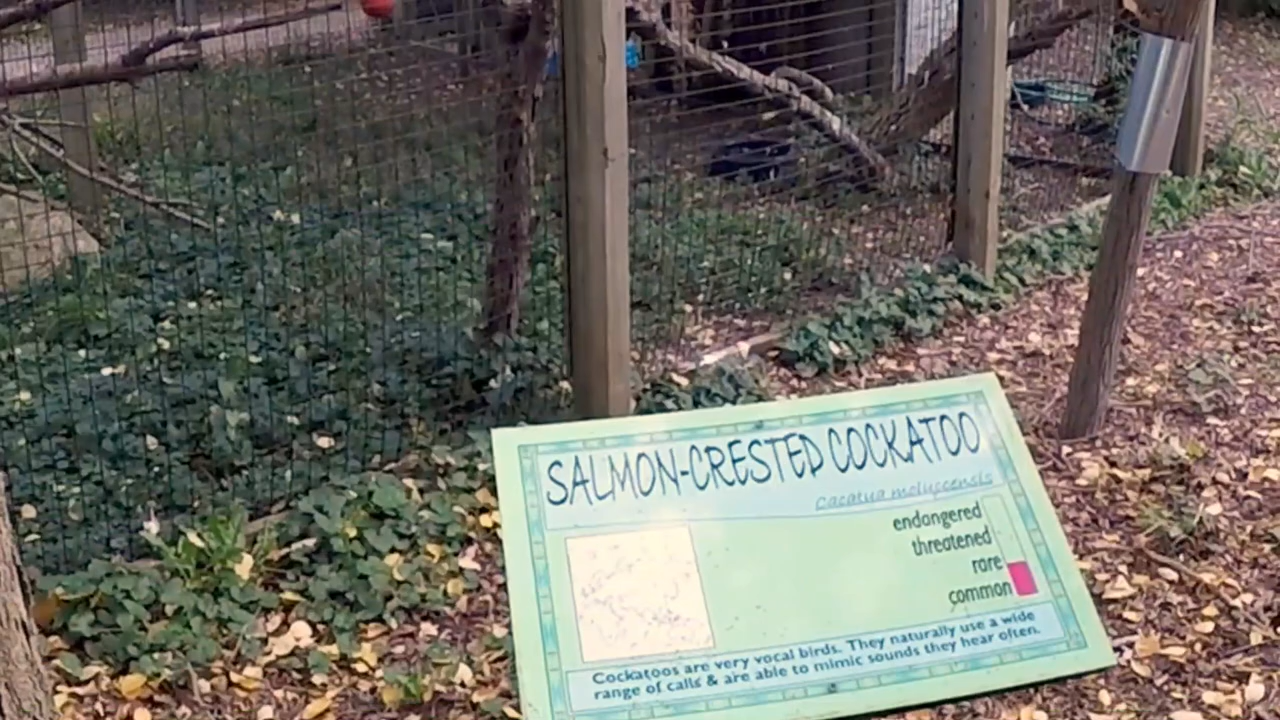 SALMON-CRESTED COCKATOO
Cacatua moluccensis
endangered
threatened
rare
common
Cockatoos are very vocal birds. They naturally use a wide
range of calls & are able to mimic sounds they hear often.